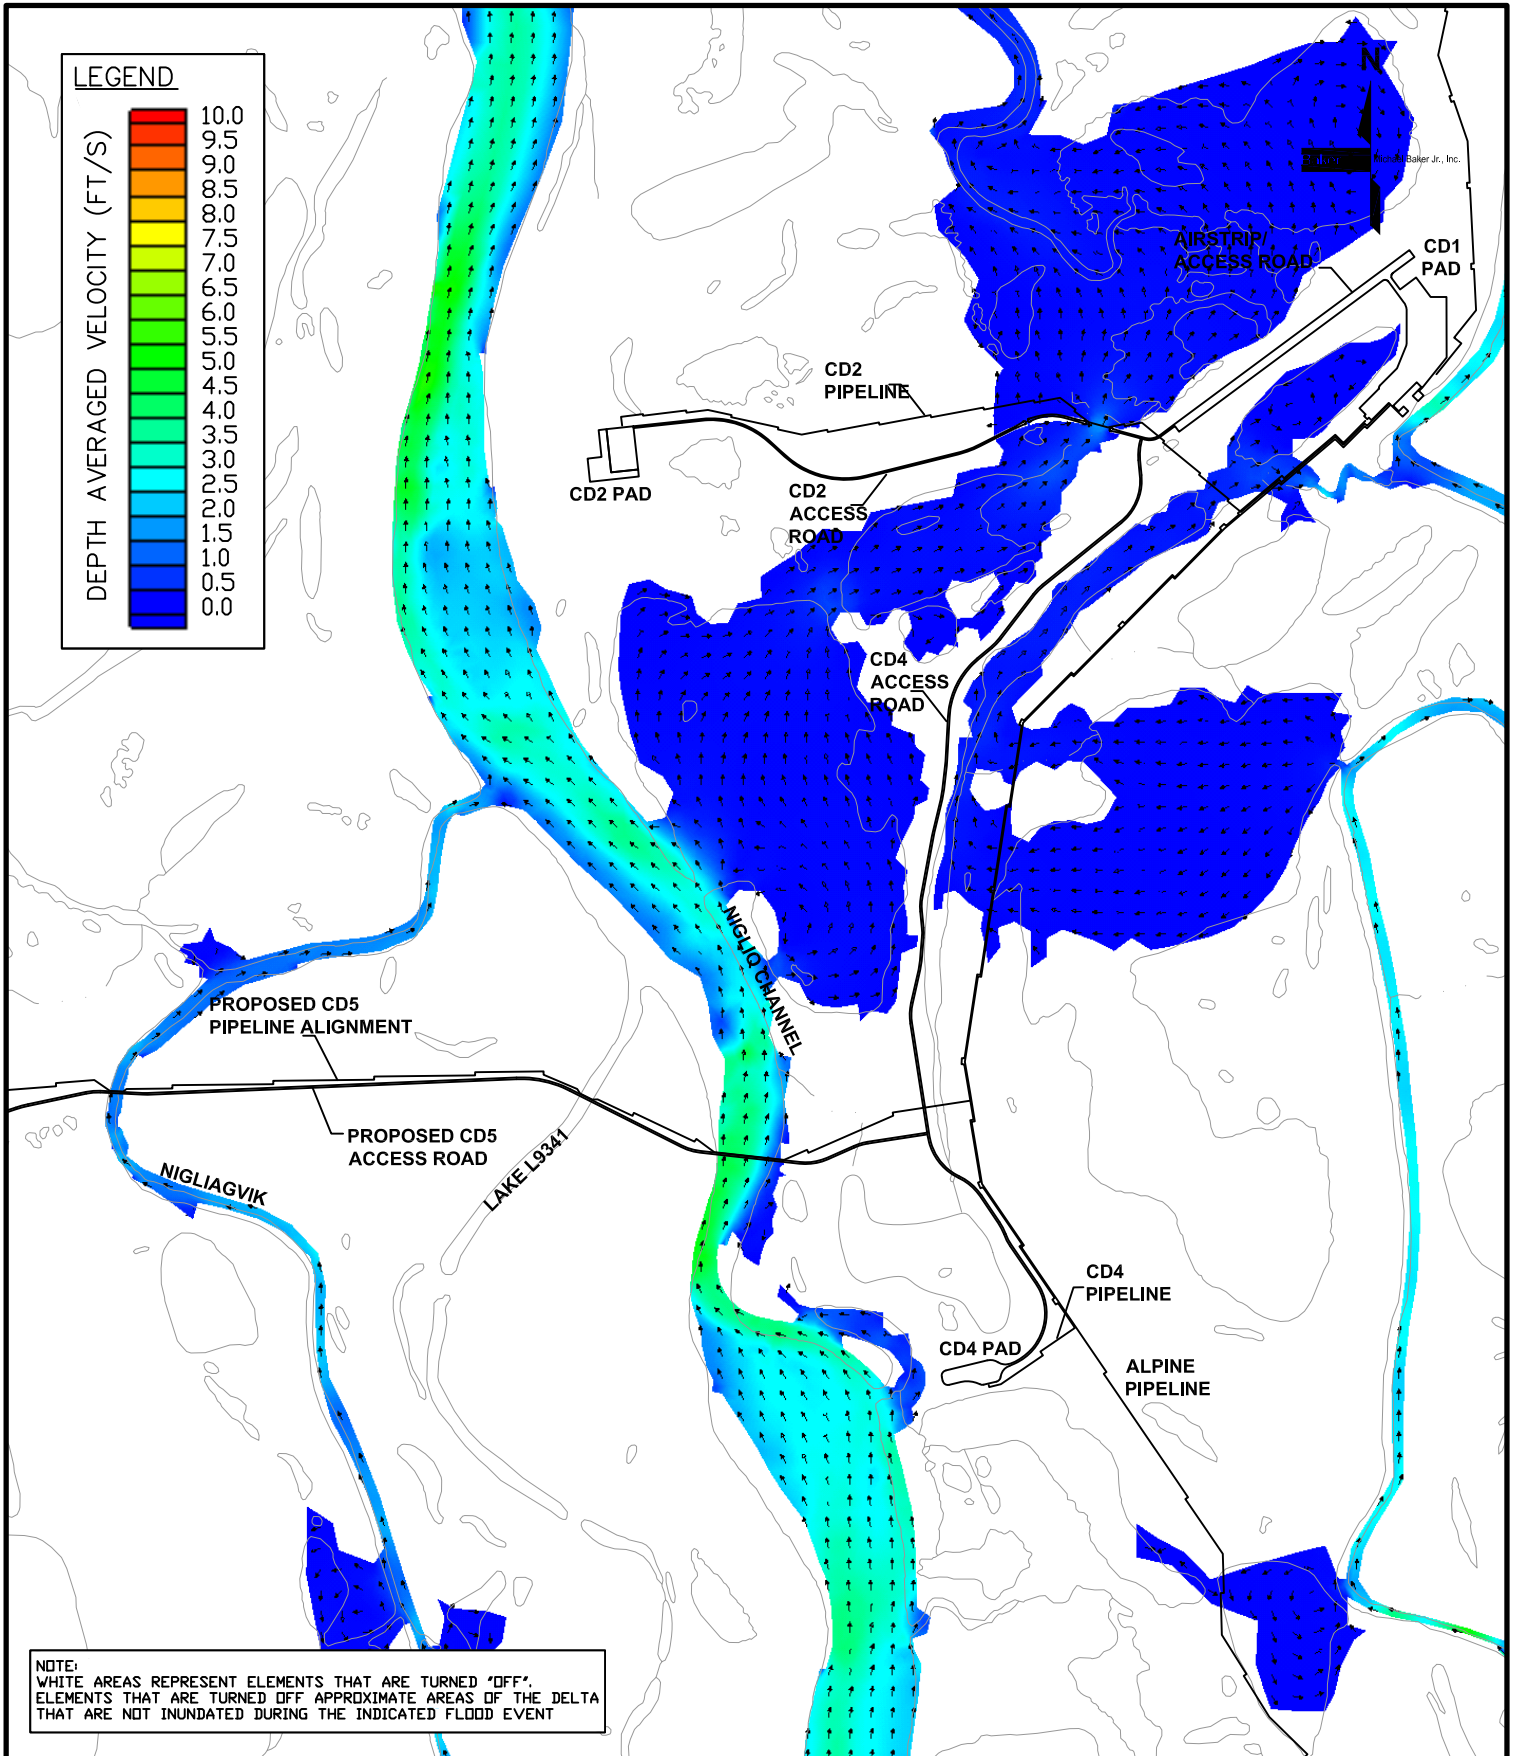 LEGEND
DEPTH AVERAGED VELOCITY (FT/S)
10.0
9.5
9.0
8.5
8.0
7.5
7.0
6.5
6.0
5.5
5.0
4.5
4.0
3.5
3.0
2.5
2.0
1.5
1.0
0.5
0.0
N
Baker Jr., Inc.
AIRSTRIP/
ACCESS ROAD
CD1
PAD
CD2
PIPELINE
CD2 PAD
CD2
ACCESS
ROAD
CD4
ACCESS
ROAD
NIGLIQ CHANNEL
PROPOSED CD5
PIPELINE ALIGNMENT
PROPOSED CD5
ACCESS ROAD
NIGLIAGVIK
LAKE L9341
CD4
PIPELINE
CD4 PAD
ALPINE
PIPELINE
NOTE:
WHITE AREAS REPRESENT ELEMENTS THAT ARE TURNED "OFF".
ELEMENTS THAT ARE TURNED OFF APPROXIMATE AREAS OF THE DELTA
THAT ARE NOT INUNDATED DURING THE INDICATED FLOOD EVENT